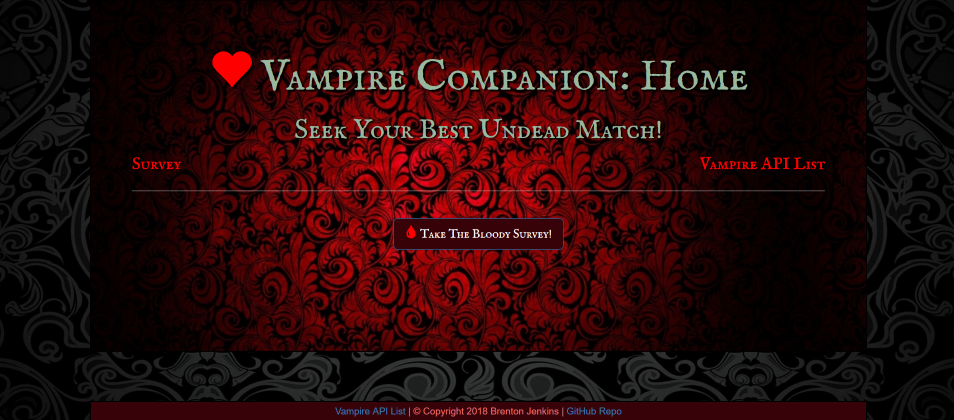 Vampire Companion: Home
Seek Your Best Undead Match!
Survey
Vampire API List
Take The Bloody Survey!
Vampire API List | © Copyright 2018 Brenton Jenkins | GitHub Repo